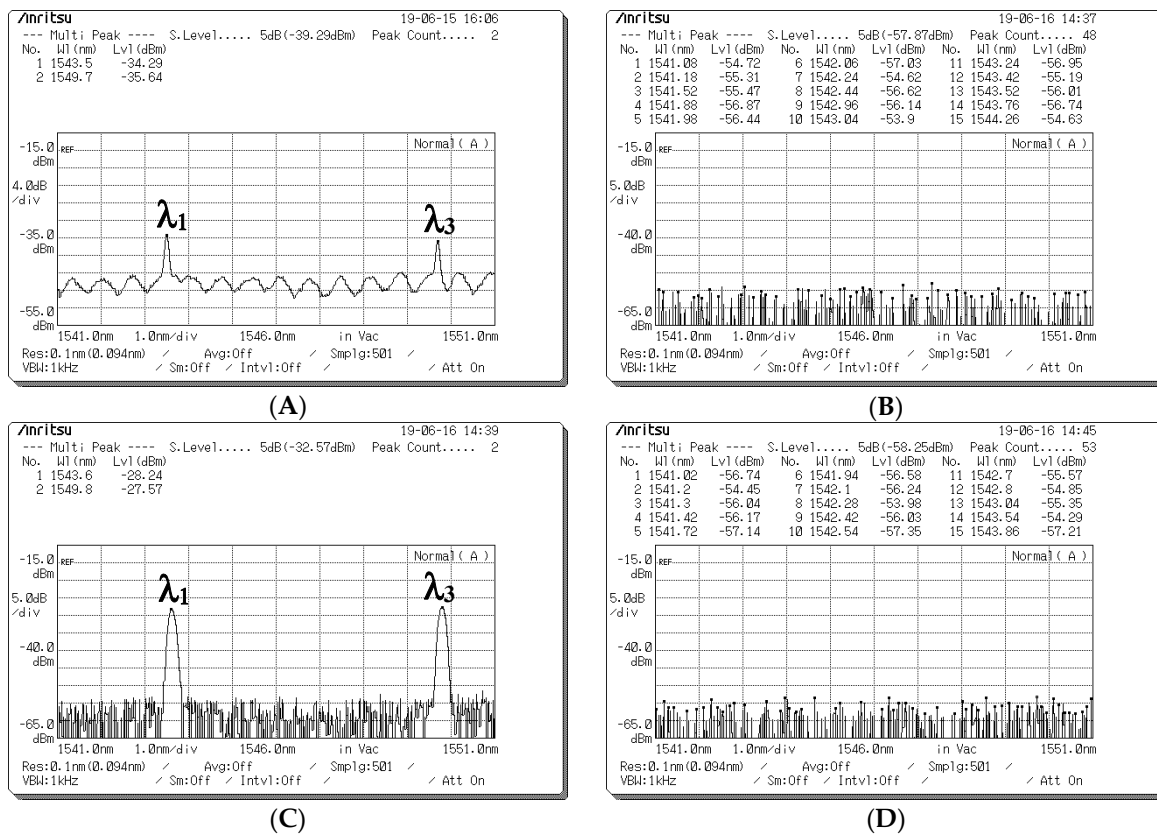 Anritsu 19-06-15 16:06
--- Multi Peak ---- S.Level..... 5dB(-39.29dBm) Peak Count..... 2
No. Wl(nm) Lvl(dBm)
1 1543.5 -34.29
2 1549.7 -35.64
-15.0 REF Normal(A)
dBm
4.0dB
/div
λ1 λ3
-35.0
dBm
-55.0
dBm
1541.0nm 1.0nm/div 1546.0nm in Vac 1551.0nm
Res:0.1nm(0.094nm) / Avg:Off / Smplg:501 /
VBW:1kHz / Sm:Off / Intvl:Off / / Att On
(A)
Anritsu 19-06-16 14:37
--- Multi Peak ---- S.Level..... 5dB(-57.87dBm) Peak Count..... 48
No. Wl(nm) Lvl(dBm) No. Wl(nm) Lvl(dBm) No. Wl(nm) Lvl(dBm)
1 1541.08 -54.72 6 1542.06 -57.03 11 1543.24 -56.95
2 1541.18 -55.31 7 1542.24 -54.62 12 1543.42 -55.19
3 1541.52 -55.47 8 1542.44 -56.62 13 1543.52 -56.01
4 1541.88 -56.87 9 1542.96 -56.14 14 1543.76 -56.74
5 1541.98 -56.44 10 1543.04 -53.9 15 1544.26 -54.63
-15.0 REF Normal(A)
dBm
5.0dB
/div
-40.0
dBm
-65.0
dBm
1541.0nm 1.0nm/div 1546.0nm in Vac 1551.0nm
Res:0.1nm(0.094nm) / Avg:Off / Smplg:501 /
VBW:1kHz / Sm:Off / Intvl:Off / / Att On
(B)
Anritsu 19-06-16 14:39
--- Multi Peak ---- S.Level..... 5dB(-32.57dBm) Peak Count..... 2
No. Wl(nm) Lvl(dBm)
1 1543.6 -28.24
2 1549.8 -27.57
-15.0 REF Normal(A)
dBm
5.0dB
/div
λ1 λ3
-40.0
dBm
-65.0
dBm
1541.0nm 1.0nm/div 1546.0nm in Vac 1551.0nm
Res:0.1nm(0.094nm) / Avg:Off / Smplg:501 /
VBW:1kHz / Sm:Off / Intvl:Off / / Att On
(C)
Anritsu 19-06-16 14:45
--- Multi Peak ---- S.Level..... 5dB(-58.25dBm) Peak Count..... 53
No. Wl(nm) Lvl(dBm) No. Wl(nm) Lvl(dBm) No. Wl(nm) Lvl(dBm)
1 1541.02 -56.74 6 1541.94 -56.58 11 1542.7 -55.57
2 1541.2 -54.45 7 1542.1 -56.24 12 1542.8 -54.85
3 1541.3 -56.04 8 1542.28 -53.98 13 1543.04 -55.35
4 1541.42 -56.17 9 1542.42 -56.03 14 1543.54 -54.29
5 1541.72 -57.14 10 1542.54 -57.35 15 1543.86 -57.21
-15.0 REF Normal(A)
dBm
5.0dB
/div
-40.0
dBm
-65.0
dBm
1541.0nm 1.0nm/div 1546.0nm in Vac 1551.0nm
Res:0.1nm(0.094nm) / Avg:Off / Smplg:501 /
VBW:1kHz / Sm:Off / Intvl:Off / / Att On
(D)